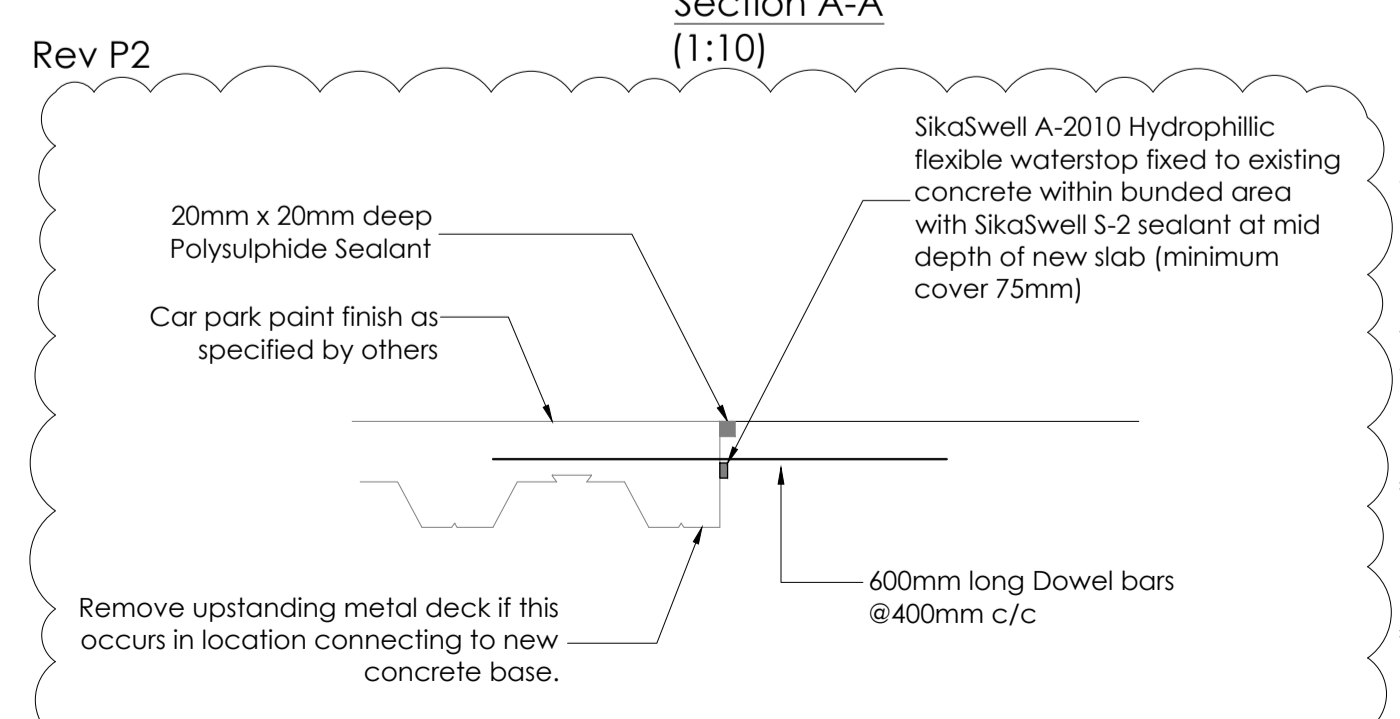 Section A-A
(1:10)
Rev P2
SikaSwell A-2010 Hydrophillic
flexible waterstop fixed to existing
concrete within bunded area
with SikaSwell S-2 sealant at mid
depth of new slab (minimum
cover 75mm)
20mm x 20mm deep
Polysulphide Sealant
Car park paint finish as
specified by others
600mm long Dowel bars
@400mm c/c
Remove upstanding metal deck if this
occurs in location connecting to new
concrete base.